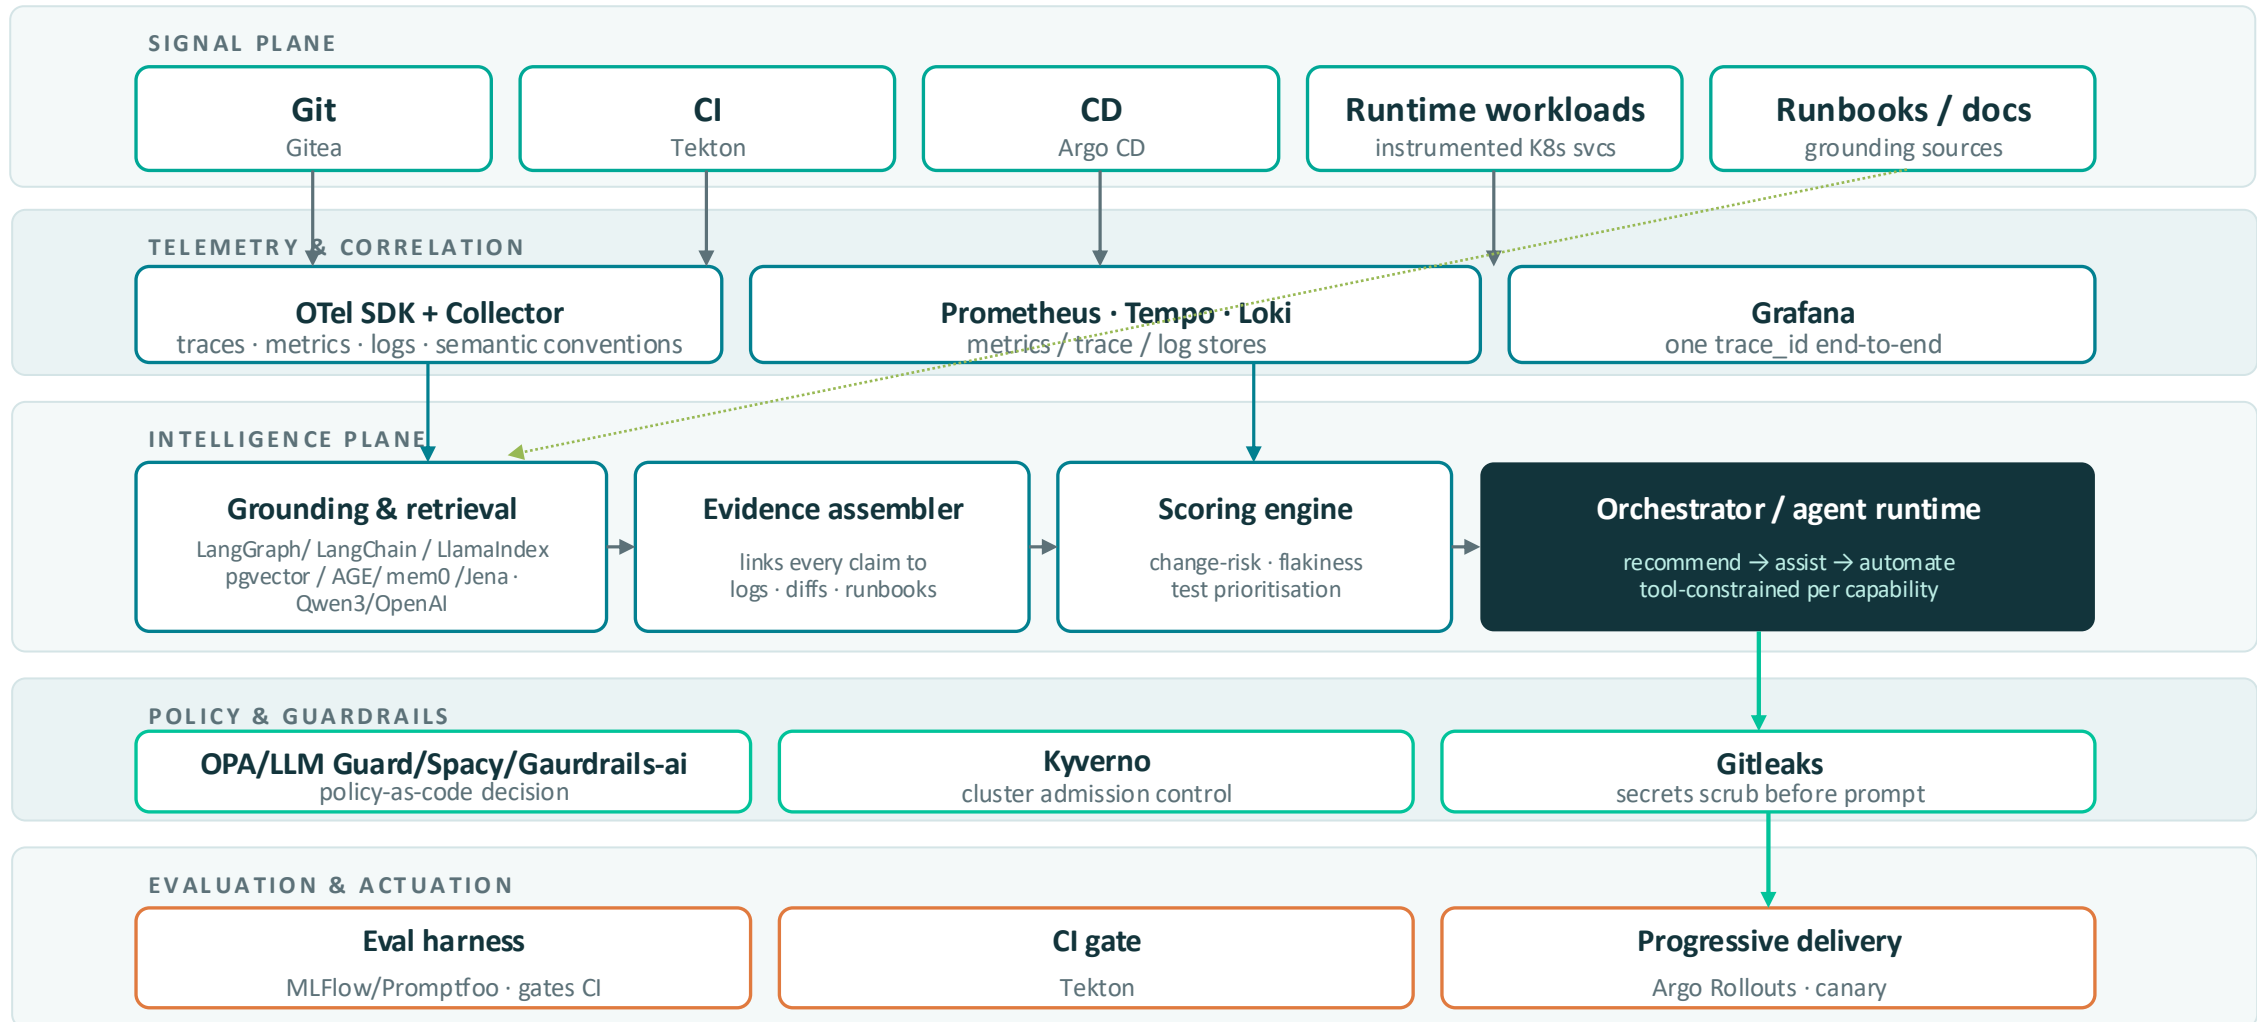 SIGNAL PLANE
Git
Gitea
CI
Tekton
CD
Argo CD
Runtime workloads
instrumented K8s svcs
Runbooks / docs
grounding sources
TELEMETRY & CORRELATION
OTel SDK + Collector
traces · metrics · logs · semantic conventions
Prometheus · Tempo · Loki
metrics / trace / log stores
Grafana
one trace_id end-to-end
INTELLIGENCE PLANE
Grounding & retrieval
LangGraph/ LangChain / LlamaIndex
pgvector / AGE/ mem0 /Jena ·
Qwen3/OpenAI
Evidence assembler
links every claim to
logs · diffs · runbooks
Scoring engine
change-risk · flakiness
test prioritisation
Orchestrator / agent runtime
recommend → assist → automate
tool-constrained per capability
POLICY & GUARDRAILS
OPA/LLM Guard/Spacy/Gaurdrails-ai
policy-as-code decision
Kyverno
cluster admission control
Gitleaks
secrets scrub before prompt
EVALUATION & ACTUATION
Eval harness
MLFlow/Promptfoo · gates CI
CI gate
Tekton
Progressive delivery
Argo Rollouts · canary